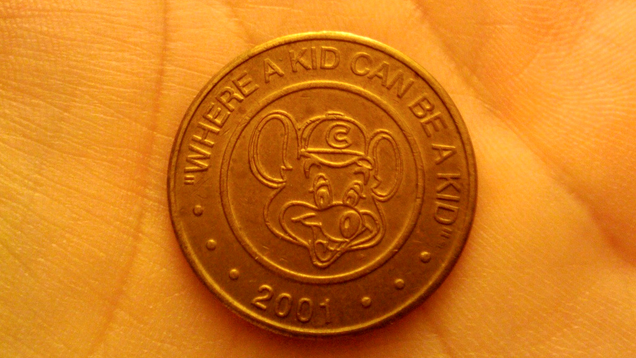 "WHERE A KID CAN BE A KID"
C
2001